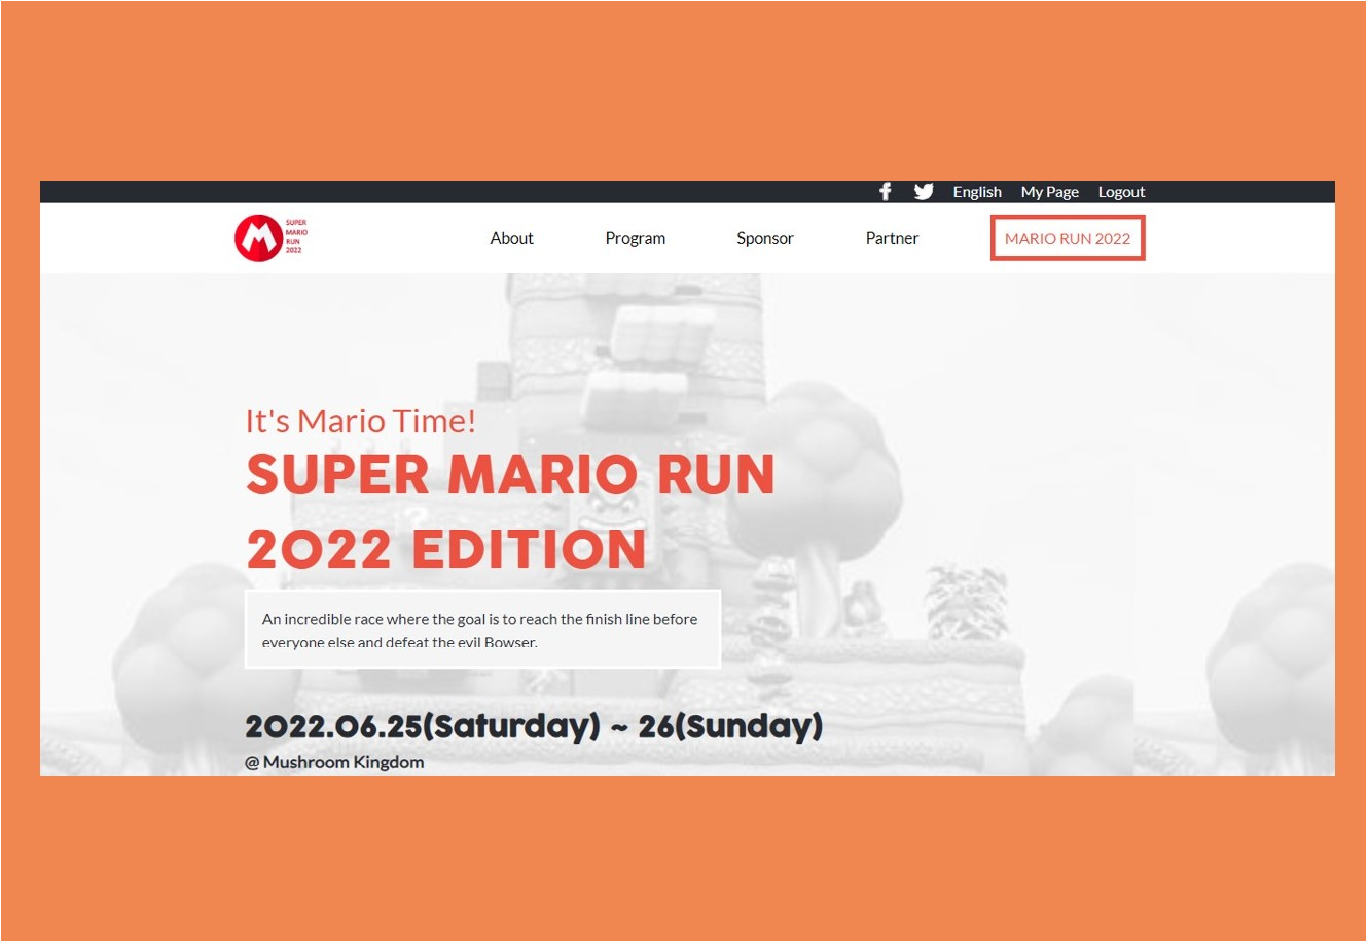 English My Page Logout
SUPER
MARIO
RUN
2022
About Program Sponsor Partner MARIO RUN 2022
It's Mario Time!
SUPER MARIO RUN
2022 EDITION
An incredible race where the goal is to reach the finish line before
everyone else and defeat the evil Bowser.
2022.06.25(Saturday) ~ 26(Sunday)
@ Mushroom Kingdom